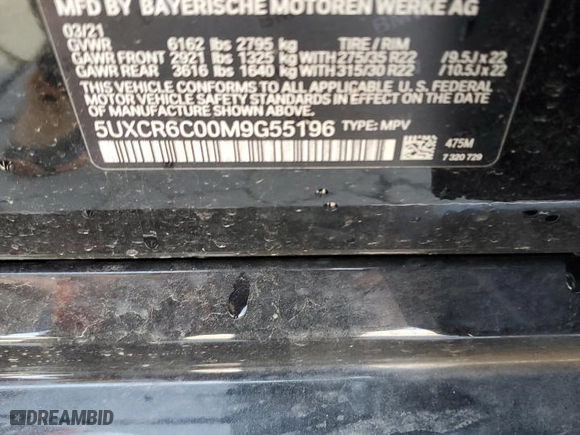 MFD BY BAYERISCHE MOTOREN WERKE AG
03/21
GVWR 6162 lbs 2795 kg TIRE / RIM
GAWR FRONT 2921 lbs 1325 kg WITH 275/35 R22 /9.5J x 22
GAWR REAR 3616 lbs 1640 kg WITH 315/30 R22 /10.5J x 22
THIS VEHICLE CONFORMS TO ALL APPLICABLE U.S. FEDERAL
MOTOR VEHICLE SAFETY STANDARDS IN EFFECT ON
THE DATE OF MANUFACTURE SHOWN ABOVE.
5UXCR6C00M9G55196 TYPE: MPV
475M
7 320 729
DREAMBID